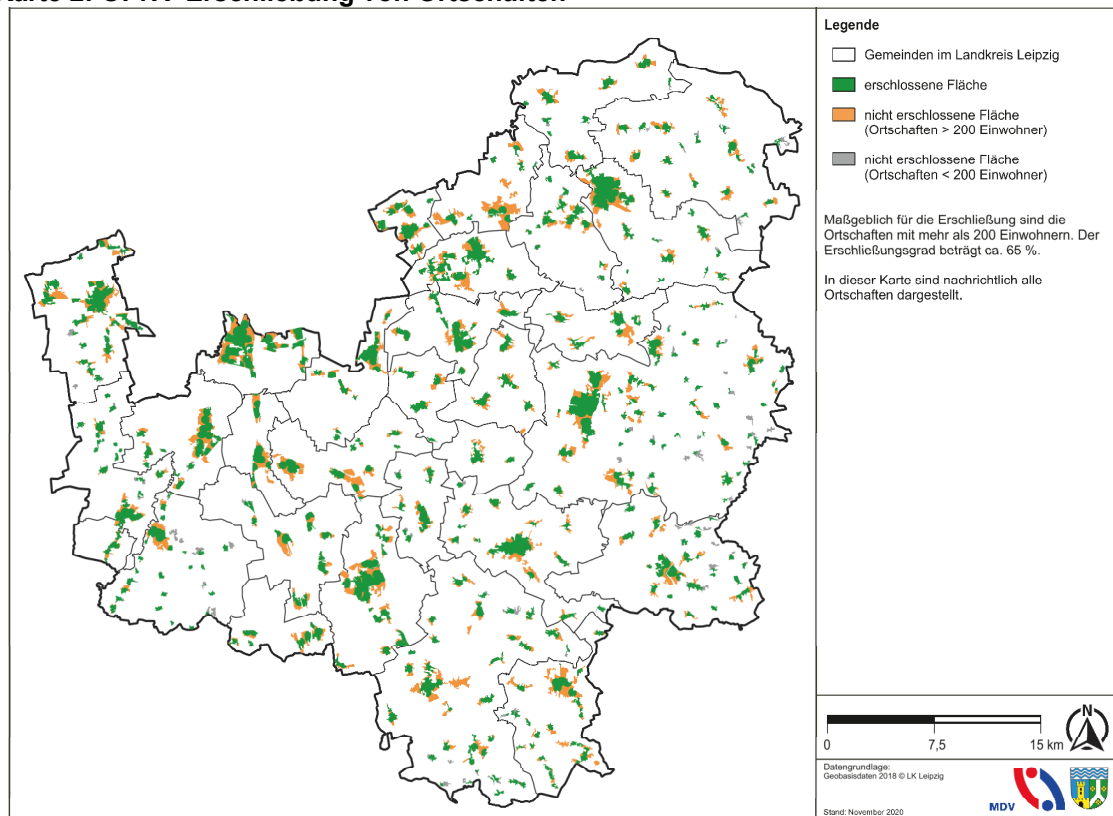 Legende
Gemeinden im Landkreis Leipzig
erschlossene Fläche
nicht erschlossene Fläche
(Ortschaften > 200 Einwohner)
nicht erschlossene Fläche
(Ortschaften < 200 Einwohner)
Maßgeblich für die Erschließung sind die
Ortschaften mit mehr als 200 Einwohnern. Der
Erschließungsgrad beträgt ca. 65 %.
In dieser Karte sind nachrichtlich alle
Ortschaften dargestellt.
N
0 7,5 15 km
Datengrundlage:
Geobasisdaten 2018 © LK Leipzig
MDV
Stand: November 2020